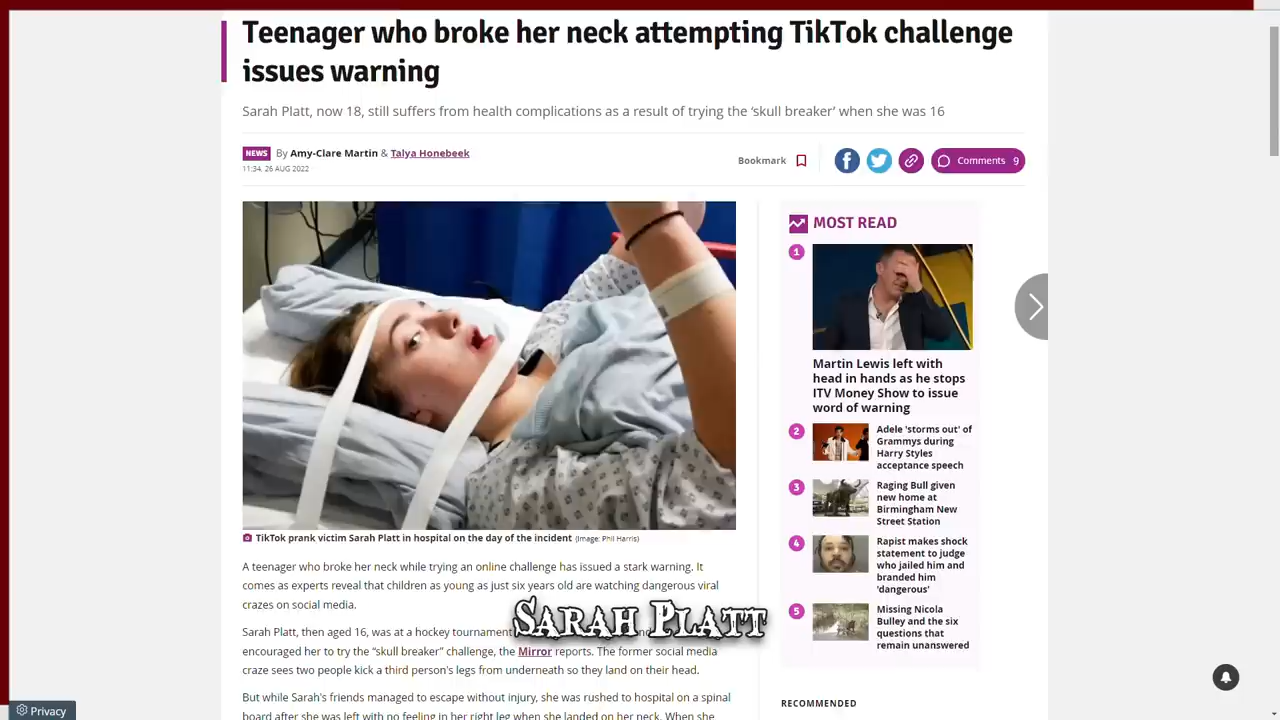 Teenager who broke her neck attempting TikTok challenge
issues warning
Sarah Platt, now 18, still suffers from health complications as a result of trying the ‘skull breaker’ when she was 16
NEWS By Amy-Clare Martin & Talya Honebeek
11:34, 26 AUG 2022
Bookmark
Comments 9
TikTok prank victim Sarah Platt in hospital on the day of the incident (Image: Phil Harris)
A teenager who broke her neck while trying an online challenge has issued a stark warning. It
comes as experts reveal that children as young as just six years old are watching dangerous viral
crazes on social media.
Sarah Platt, then aged 16, was at a hockey tournament
encouraged her to try the “skull breaker” challenge, the Mirror reports. The former social media
craze sees two people kick a third person's legs from underneath so they land on their head.
But while Sarah's friends managed to escape without injury, she was rushed to hospital on a spinal
board after she was left with no feeling in her right leg when she landed on her neck. When she
SARAH PLATT
MOST READ
1
Martin Lewis left with
head in hands as he stops
ITV Money Show to issue
word of warning
2
Adele 'storms out' of
Grammys during
Harry Styles
acceptance speech
3
Raging Bull given
new home at
Birmingham New
Street Station
4
Rapist makes shock
statement to judge
who jailed him and
branded him
'dangerous'
5
Missing Nicola
Bulley and the six
questions that
remain unanswered
RECOMMENDED
Privacy